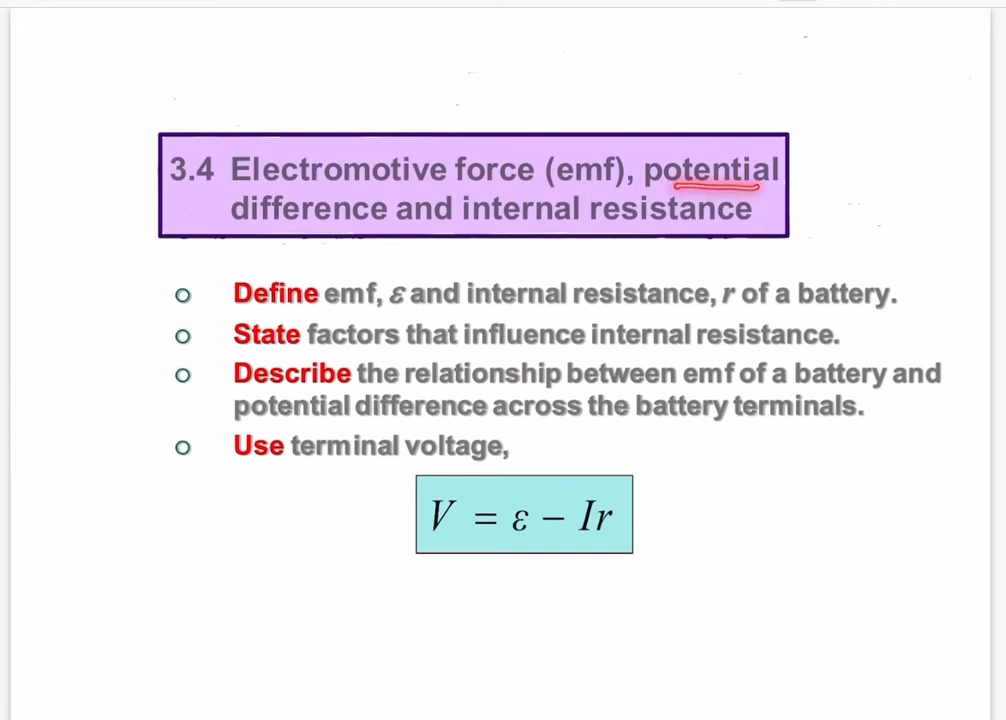 3.4 Electromotive force (emf), potential
difference and internal resistance
Define emf, ε and internal resistance, r of a battery.
State factors that influence internal resistance.
Describe the relationship between emf of a battery and
potential difference across the battery terminals.
Use terminal voltage,
V = ε − Ir